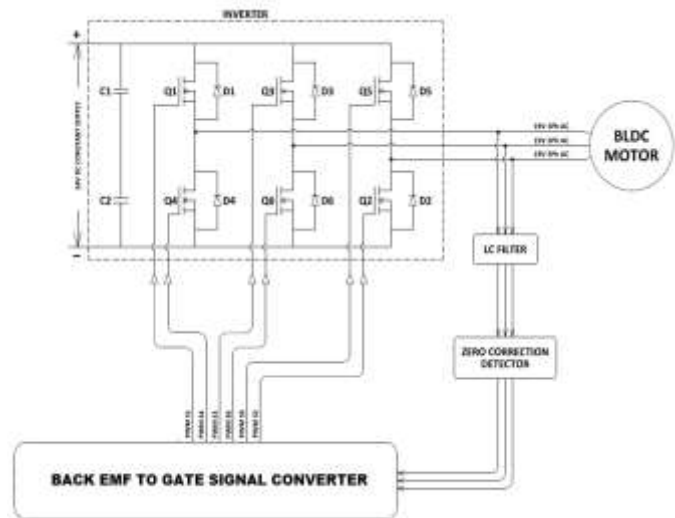 INVERTER
+
C1
Q1
D1
Q3
D3
Q5
D5
BLDC
MOTOR
C2
Q4
D4
Q6
D6
Q2
D2
-
LC FILTER
ZERO CORRECTION
DETECTOR
BACK EMF TO GATE SIGNAL CONVERTER